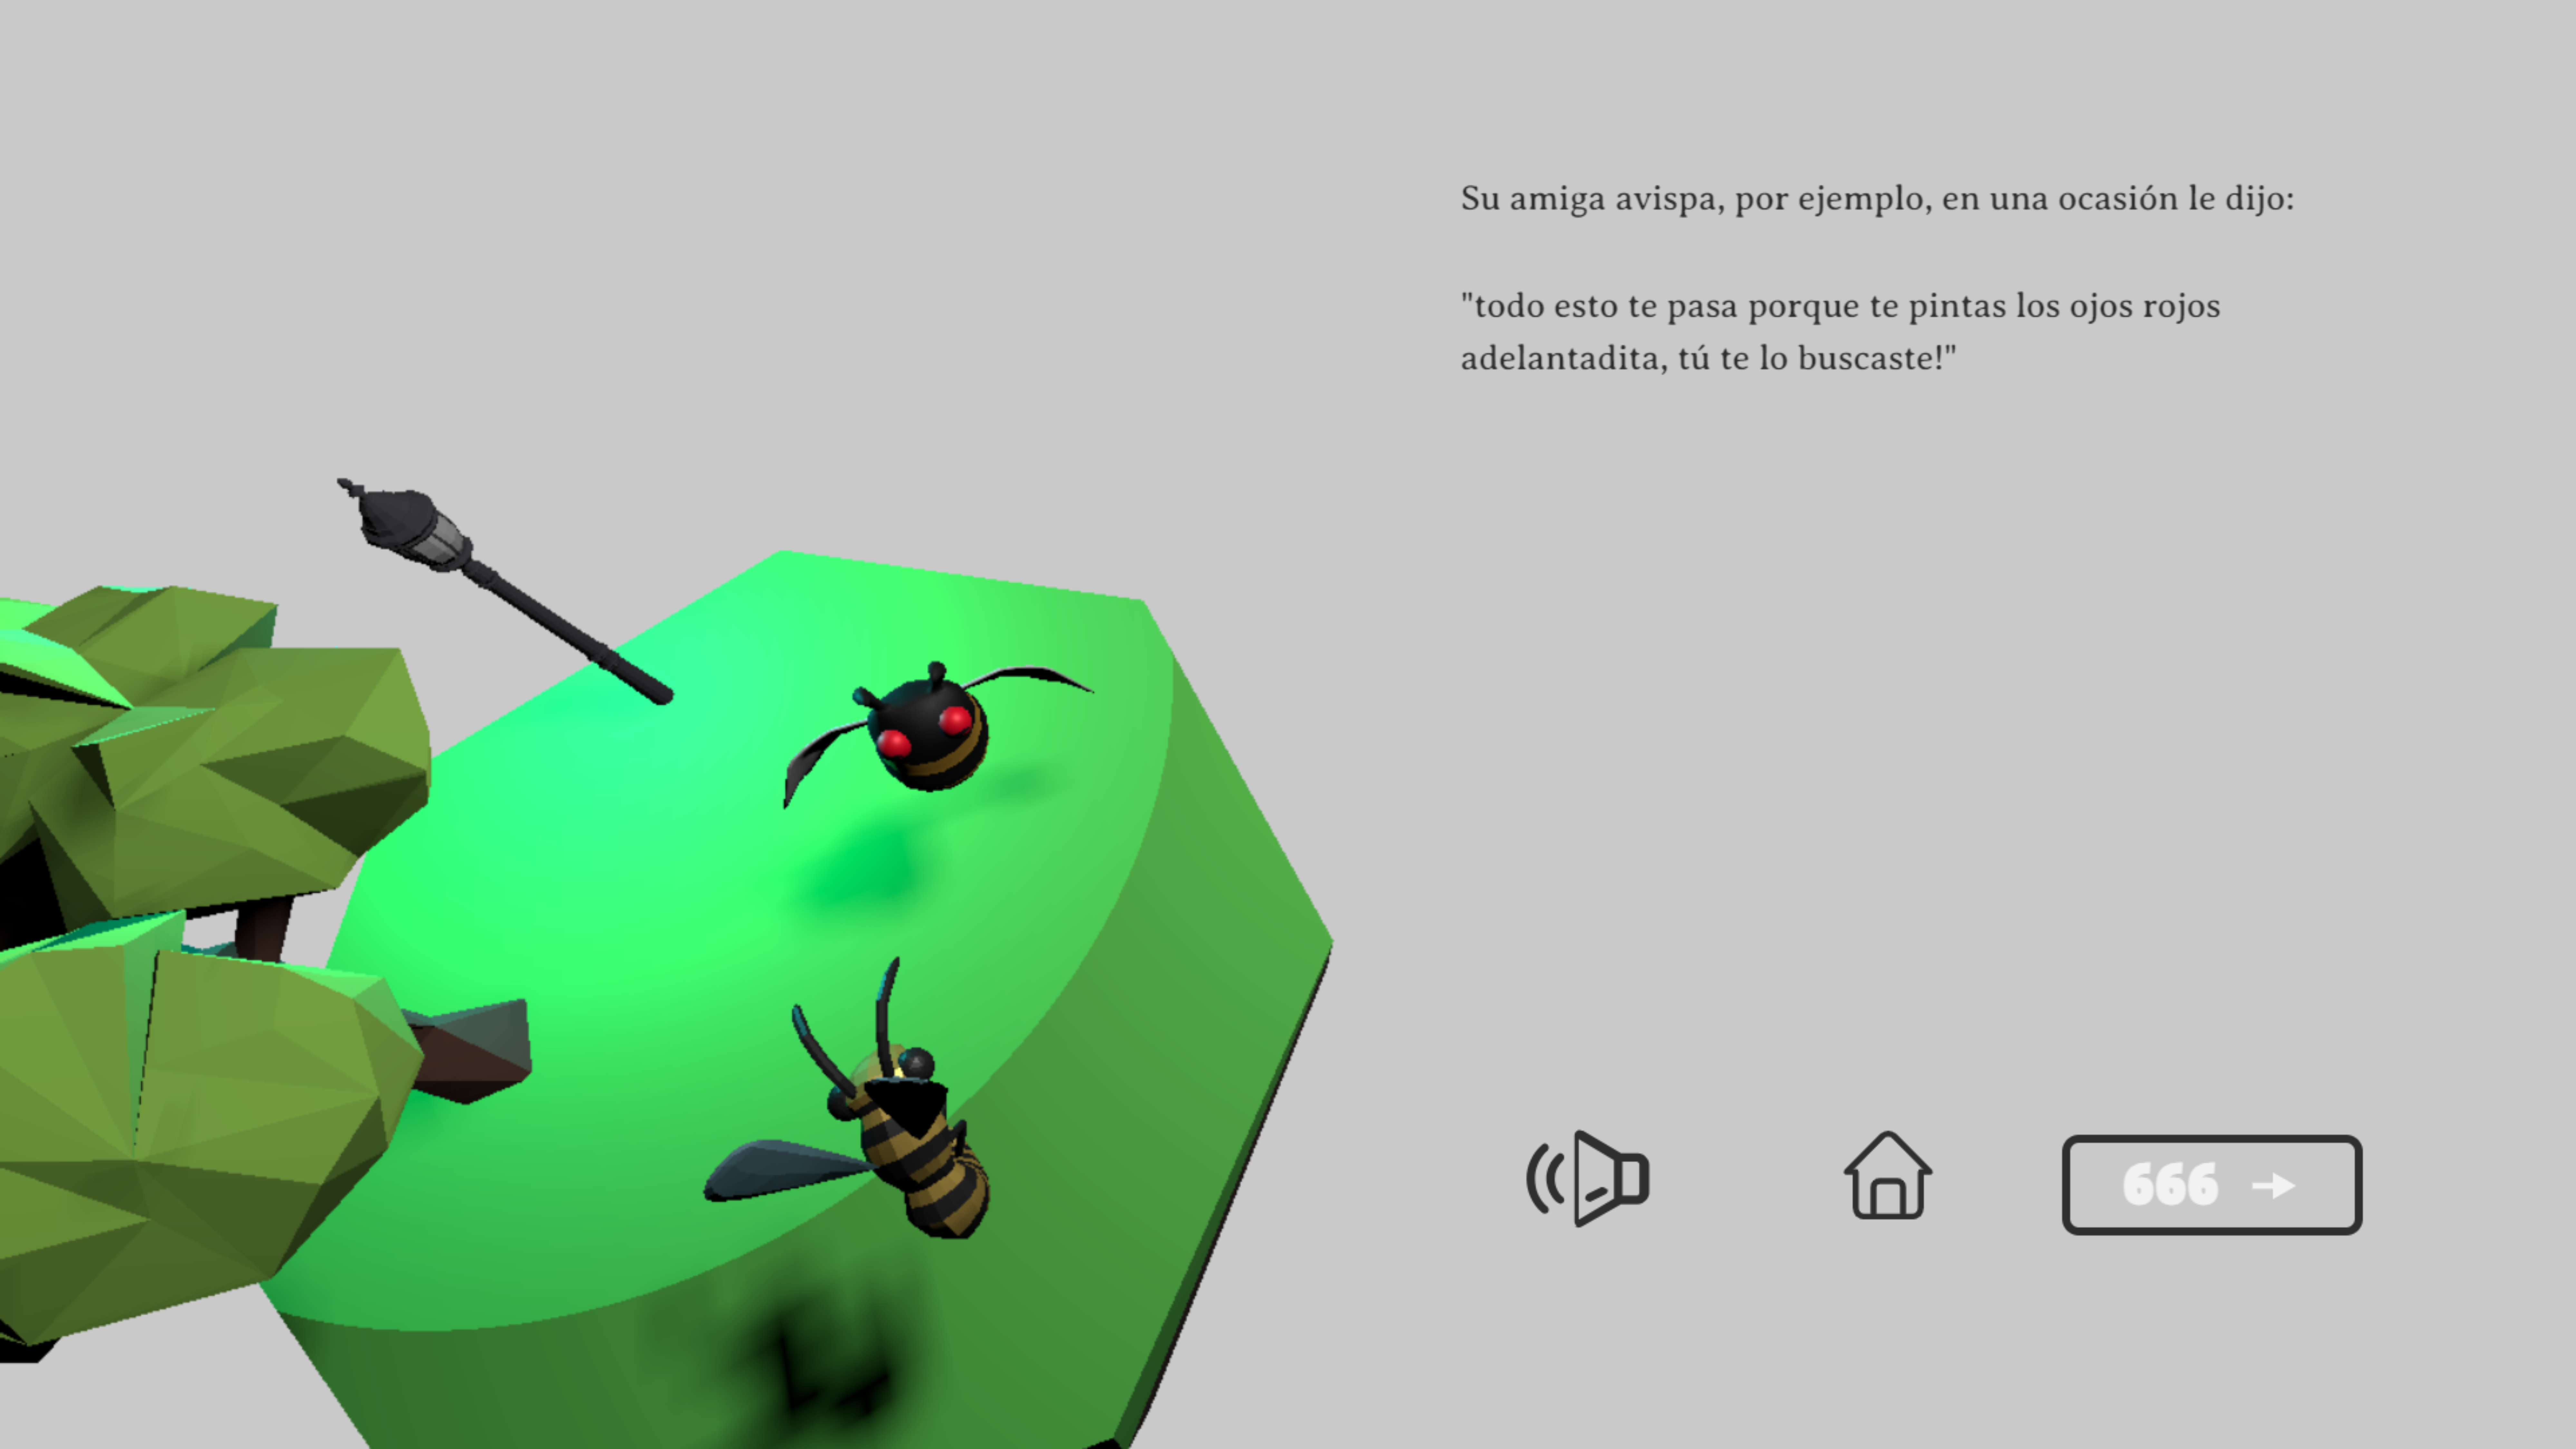 Su amiga avispa, por ejemplo, en una ocasión le dijo:
"todo esto te pasa porque te pintas los ojos rojos
adelantadita, tú te lo buscaste!"
666 →